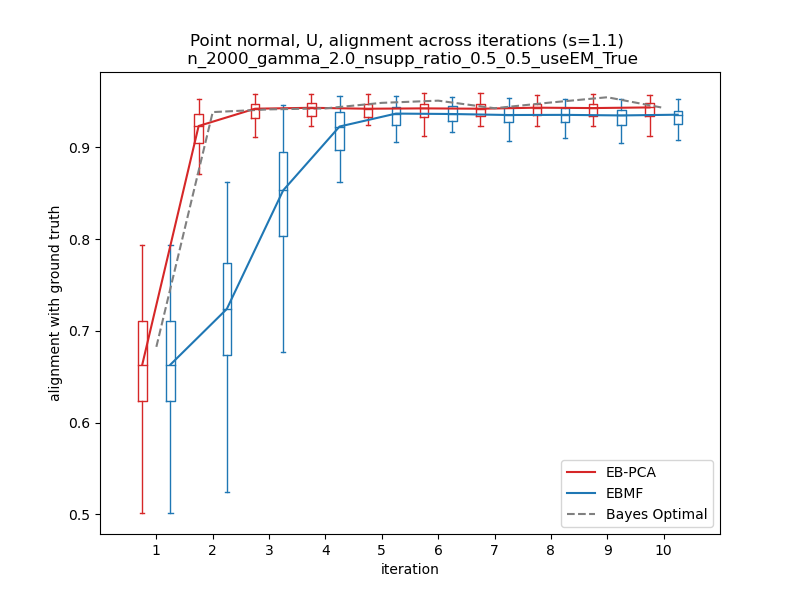 Point normal, U, alignment across iterations (s=1.1)
n_2000_gamma_2.0_nsupp_ratio_0.5_0.5_useEM_True
alignment with ground truth
0.9
0.8
0.7
0.6
0.5
EB-PCA
EBMF
Bayes Optimal
1 2 3 4 5 6 7 8 9 10
iteration